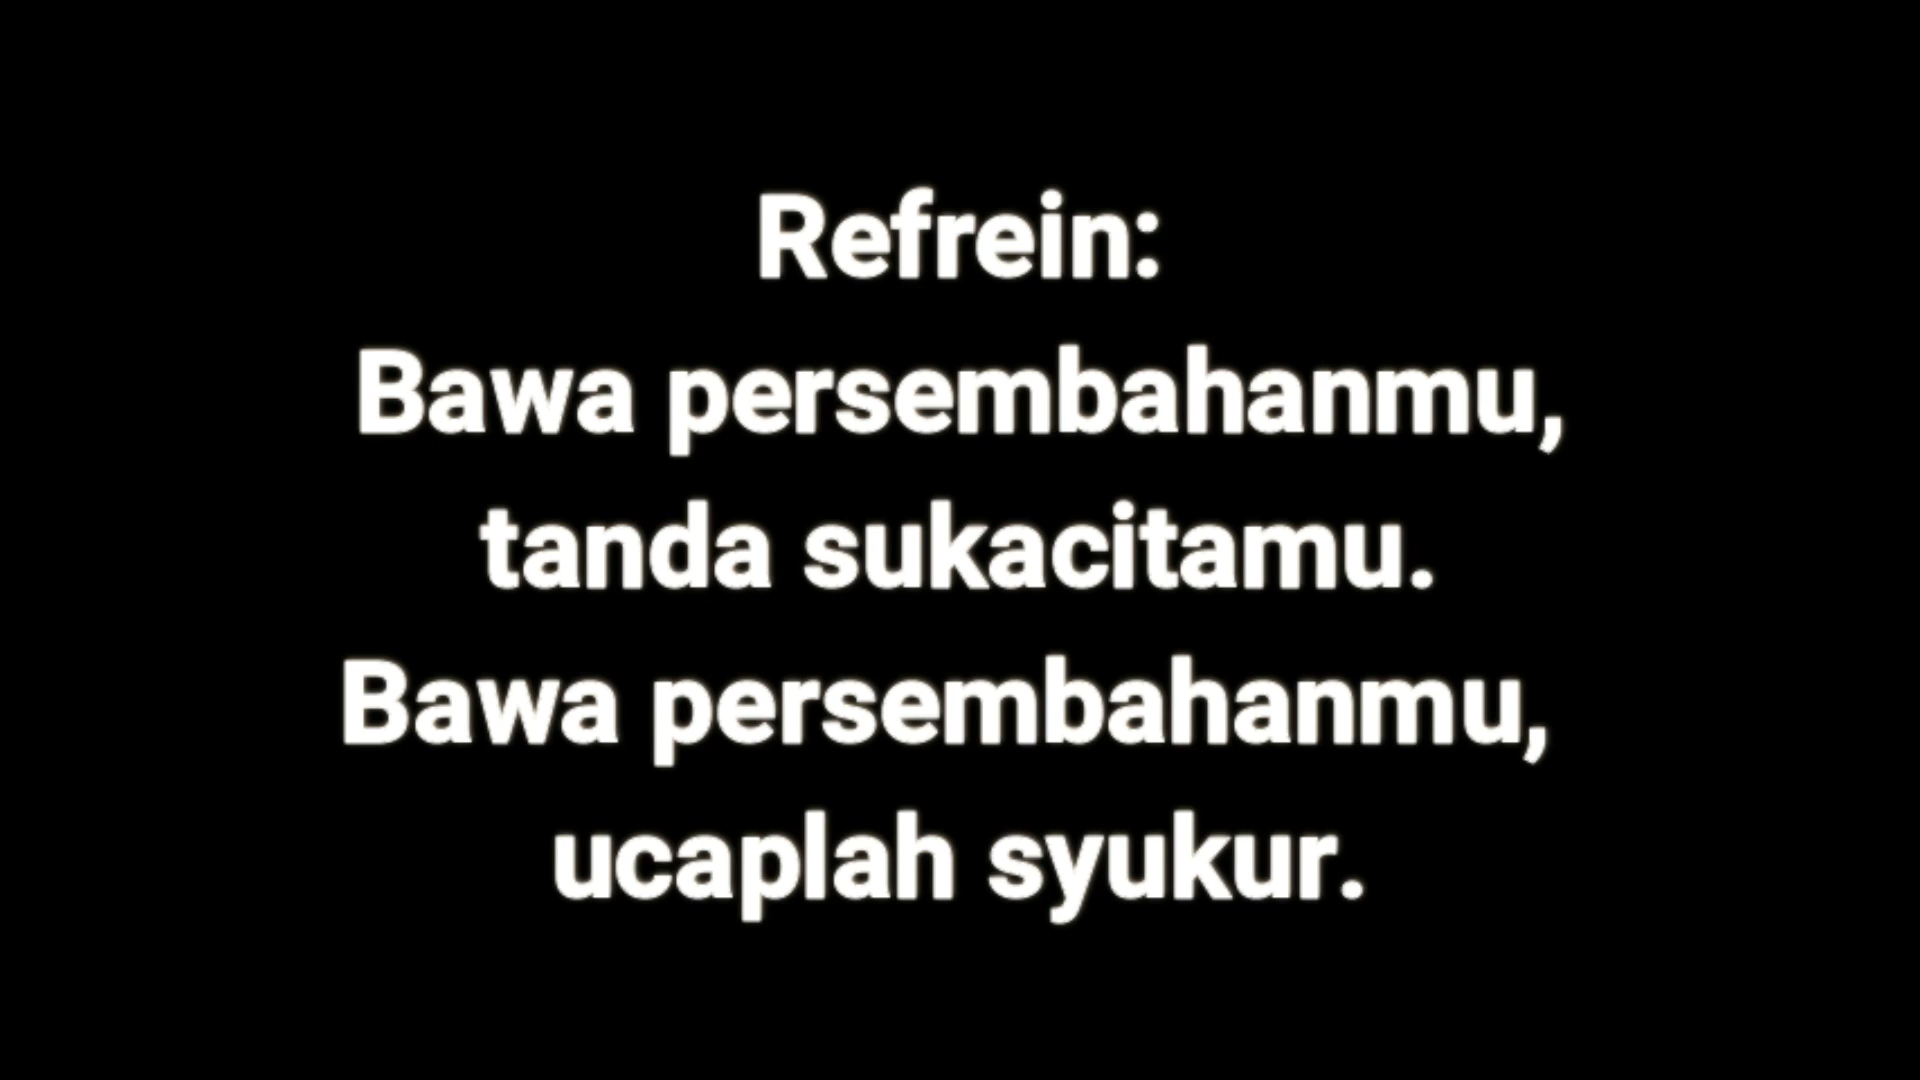 Refrein:
Bawa persembahanmu,
tanda sukacitamu.
Bawa persembahanmu,
ucaplah syukur.